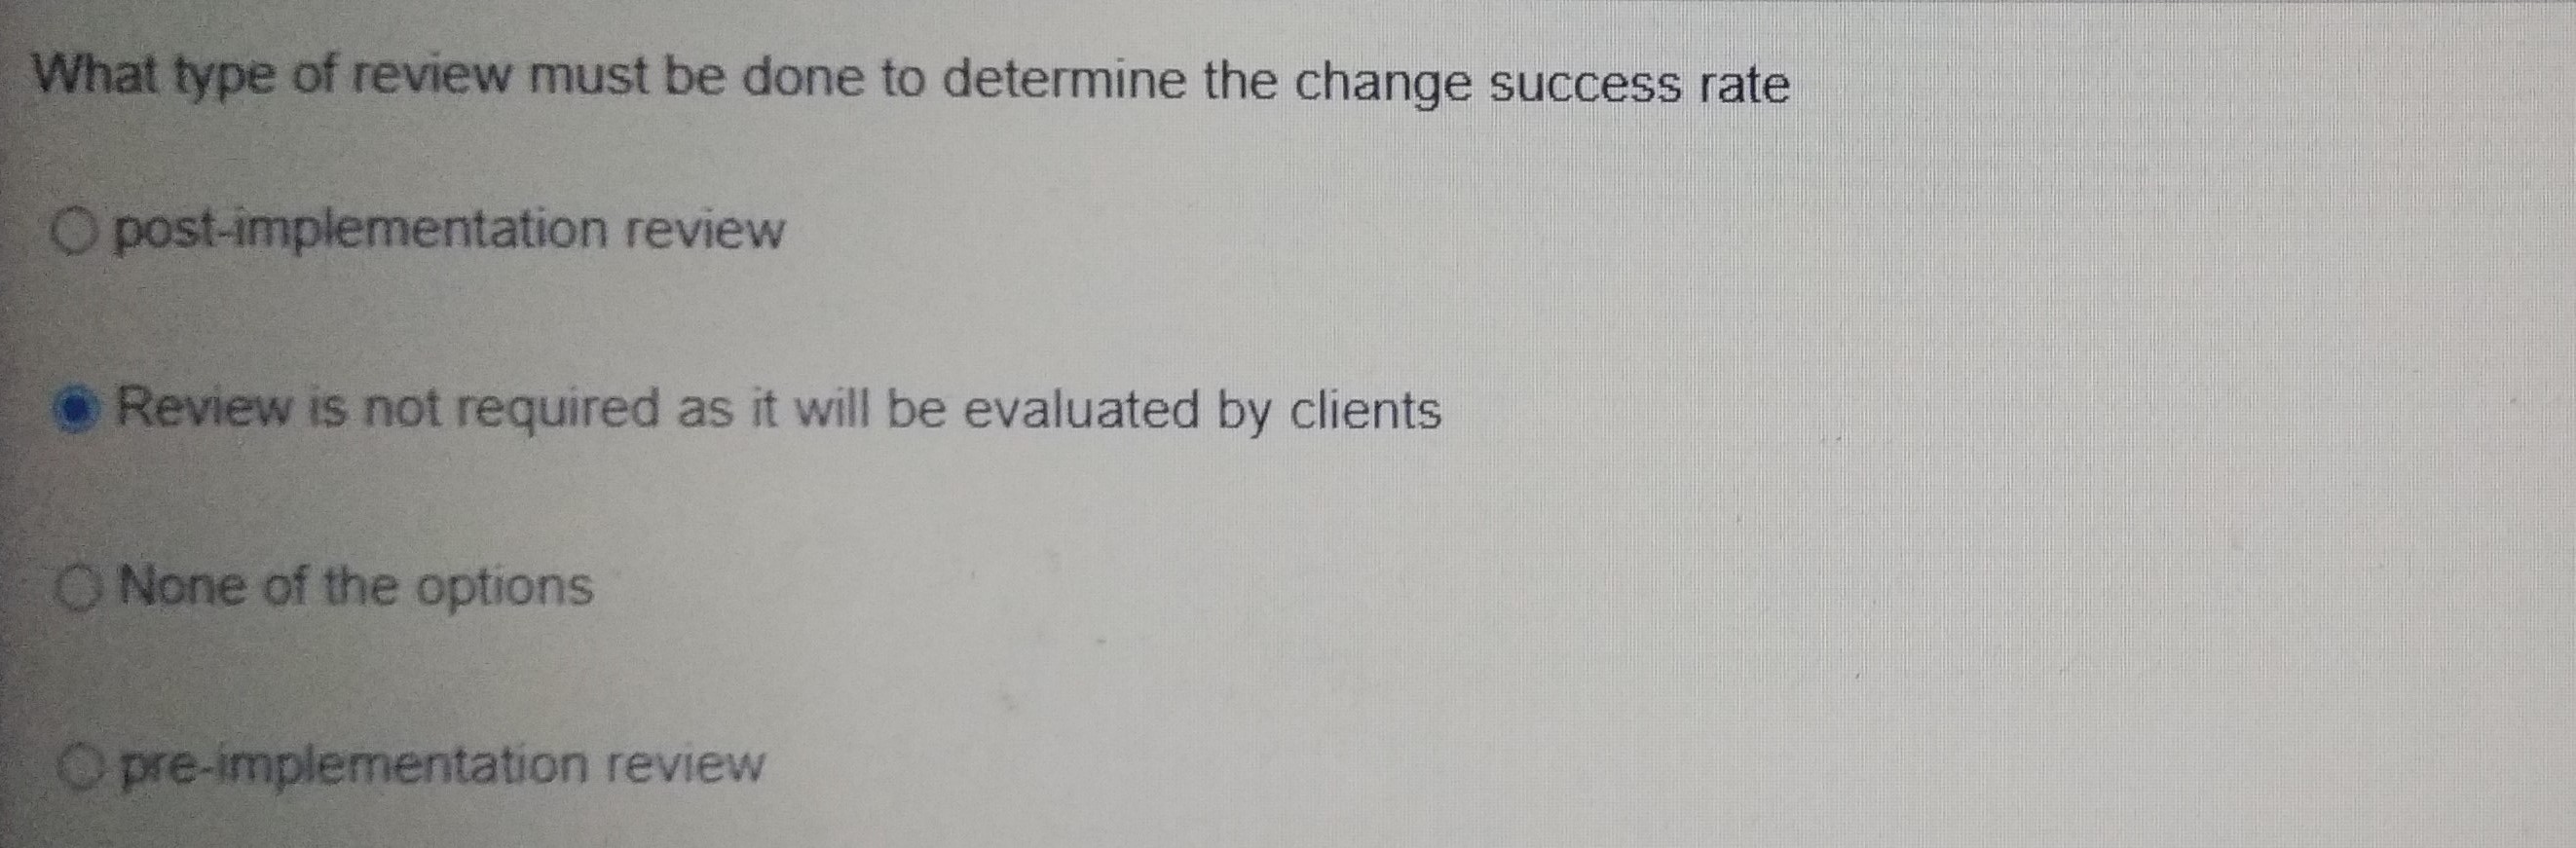 What type of review must be done to determine the change success rate
post-implementation review
Review is not required as it will be evaluated by clients
None of the options
pre-implementation review